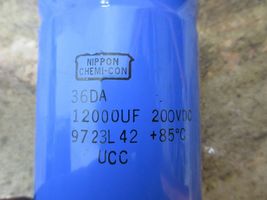 NIPPON
CHEMI-CON
36DA
12000UF 200VDC
9723L42 +85°C
UCC